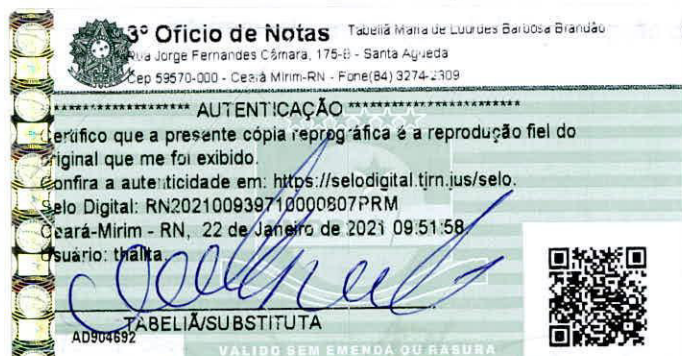 3º Ofício de Notas Tabeliã Maria de Lourdes Barbosa Brandão
Rua Jorge Fernandes Câmara, 175-B - Santa Agueda
Cep 59570-000 - Ceará Mirim-RN - Fone(84) 3274-2309
******************** AUTENTICAÇÃO ************************
Certifico que a presente cópia reprográfica é a reprodução fiel do
original que me foi exibido.
Confira a autenticidade em: https://selodigital.tjrn.jus/selo.
Selo Digital: RN202100939710000807PRM
Ceará-Mirim - RN, 22 de Janeiro de 2021 09:51:58
Usuário: thalita
TABELIÃ/SUBSTITUTA
AD904692
VALIDO SEM EMENDA OU RASURA